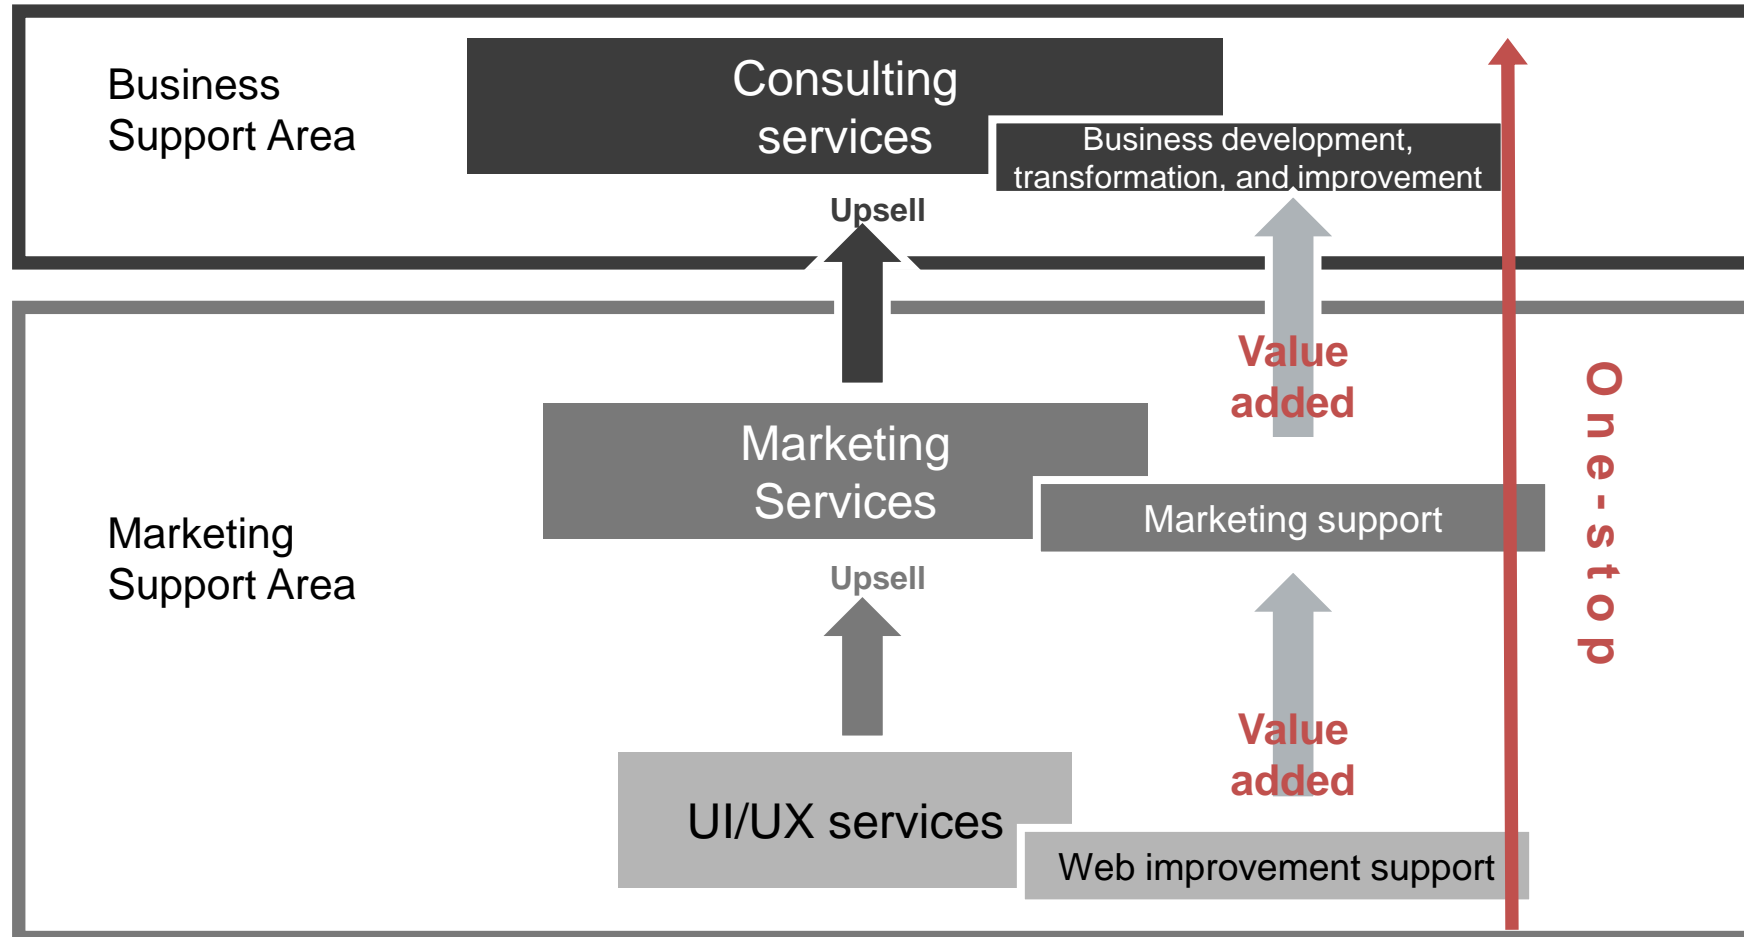 Business
Support Area
Consulting
services
Business development,
transformation, and improvement
Upsell
Value
added
Marketing
Services
Marketing support
Marketing
Support Area
Upsell
Value
added
UI/UX services
Web improvement support
One-stop